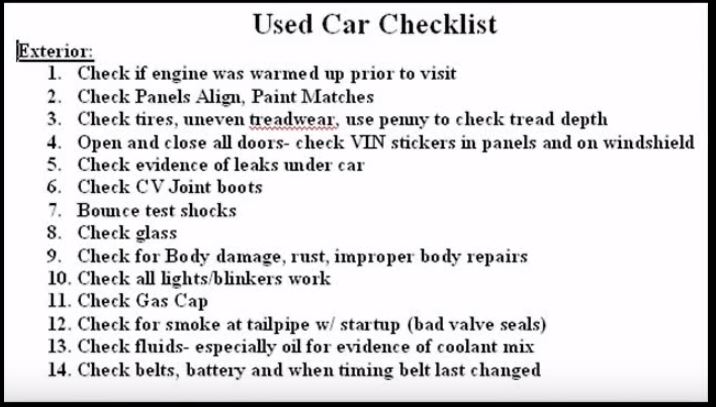 Used Car Checklist
Exterior:
1. Check if engine was warmed up prior to visit
2. Check Panels Align, Paint Matches
3. Check tires, uneven treadwear, use penny to check tread depth
4. Open and close all doors- check VIN stickers in panels and on windshield
5. Check evidence of leaks under car
6. Check CV Joint boots
7. Bounce test shocks
8. Check glass
9. Check for Body damage, rust, improper body repairs
10. Check all lights/blinkers work
11. Check Gas Cap
12. Check for smoke at tailpipe w/ startup (bad valve seals)
13. Check fluids- especially oil for evidence of coolant mix
14. Check belts, battery and when timing belt last changed